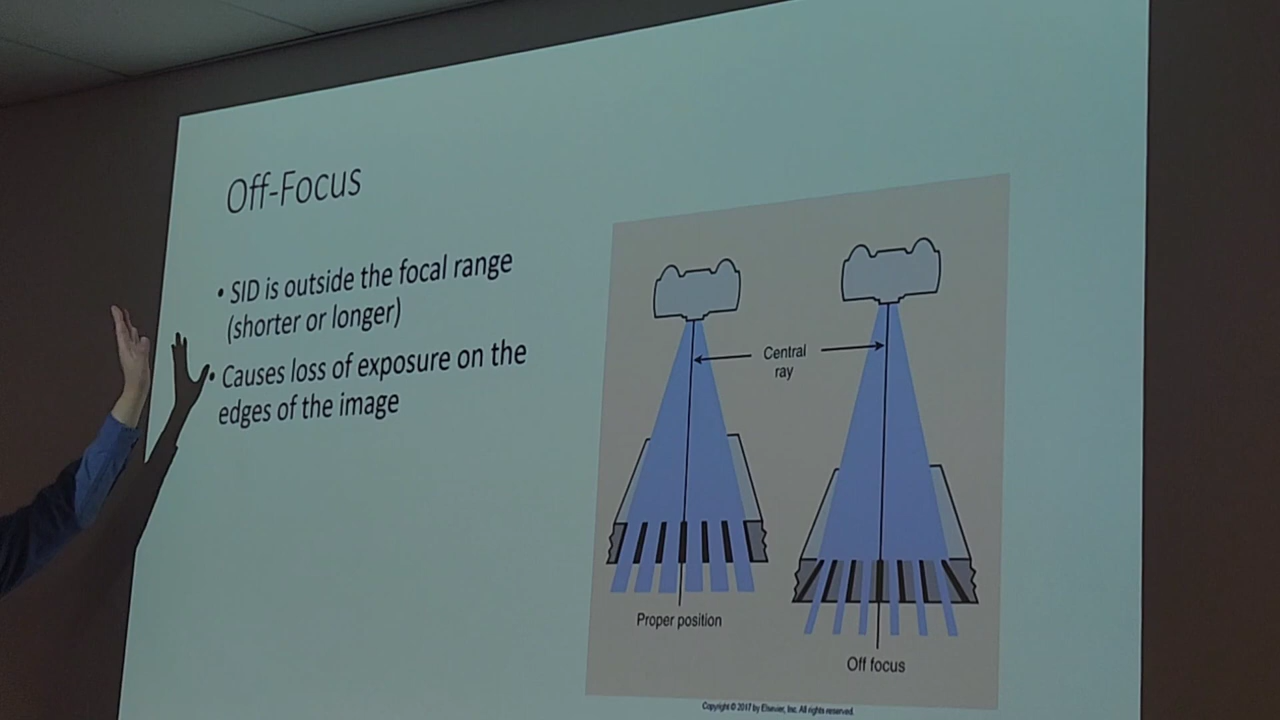 Off-Focus
• SID is outside the focal range
(shorter or longer)
• Causes loss of exposure on the
edges of the image
Central
ray
Proper position
Off focus
Copyright © 2017 by Elsevier, Inc. All rights reserved.